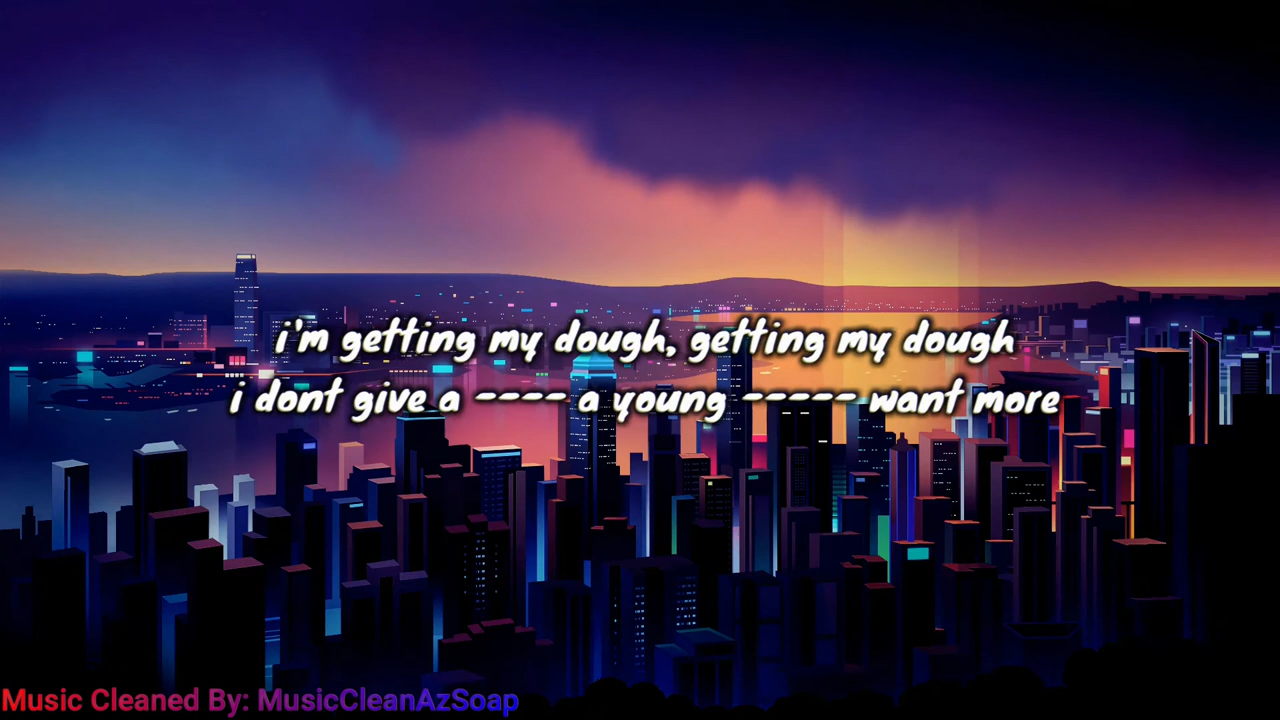 i'm getting my dough, getting my dough
i dont give a ---- a young ----- want more
Music Cleaned By: MusicCleanAzSoap